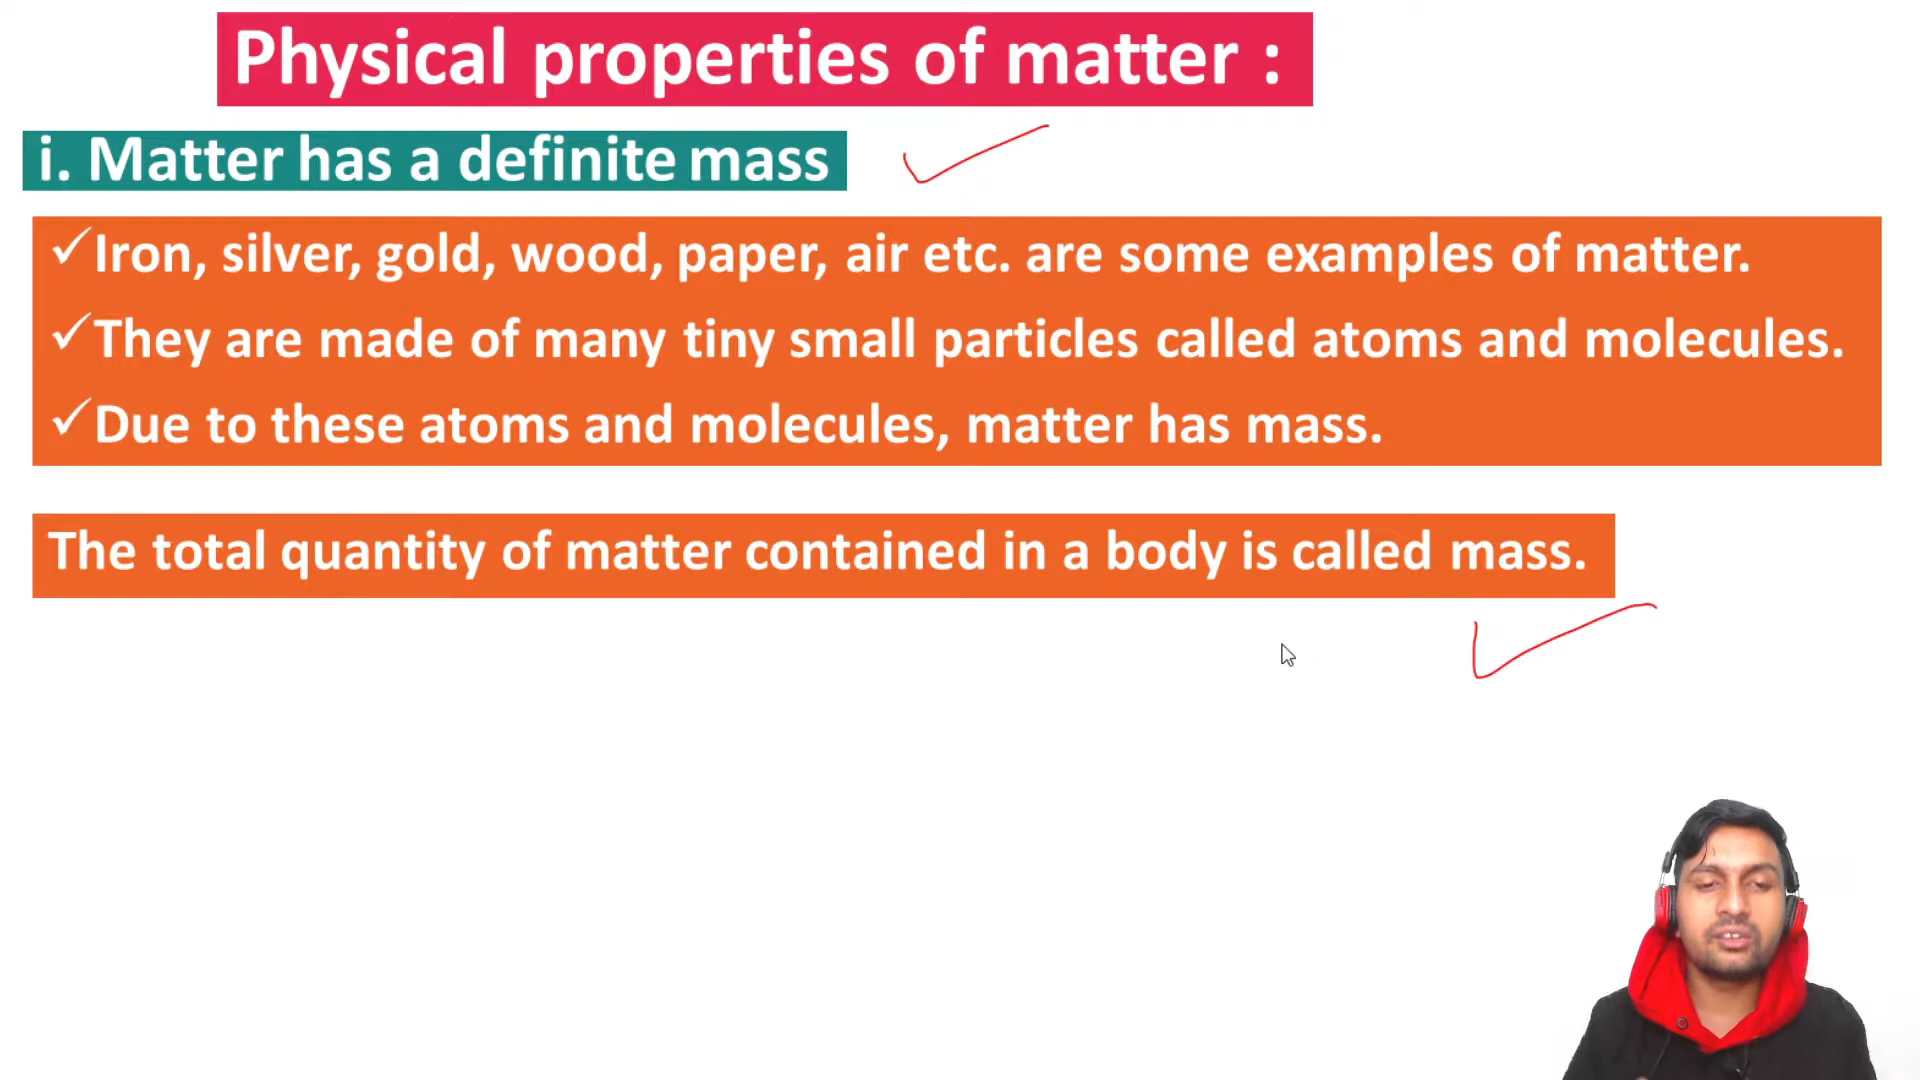 Physical properties of matter :
i. Matter has a definite mass
✓Iron, silver, gold, wood, paper, air etc. are some examples of matter.
✓They are made of many tiny small particles called atoms and molecules.
✓Due to these atoms and molecules, matter has mass.
The total quantity of matter contained in a body is called mass.